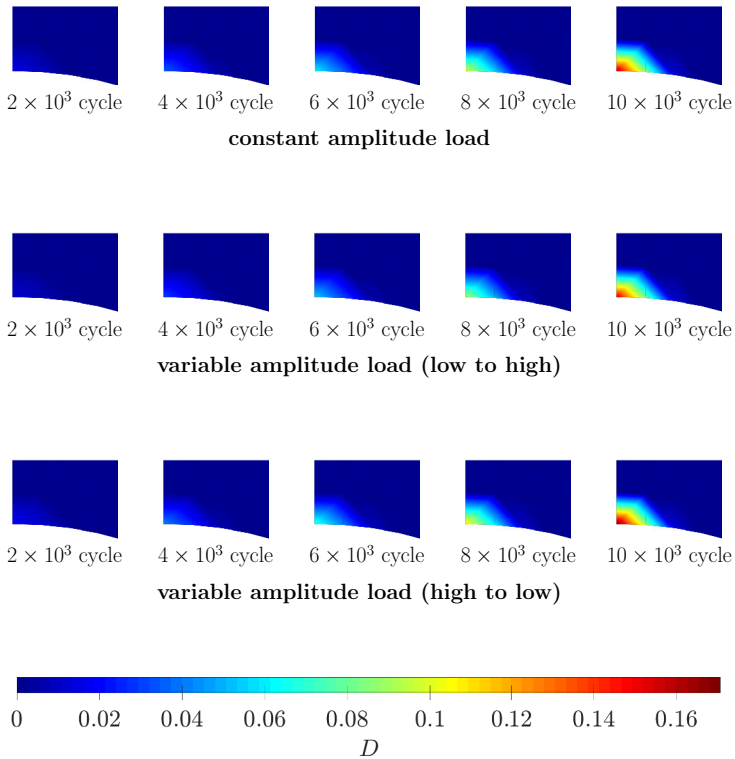 2 × 10³ cycle 4 × 10³ cycle 6 × 10³ cycle 8 × 10³ cycle 10 × 10³ cycle
constant amplitude load
2 × 10³ cycle 4 × 10³ cycle 6 × 10³ cycle 8 × 10³ cycle 10 × 10³ cycle
variable amplitude load (low to high)
2 × 10³ cycle 4 × 10³ cycle 6 × 10³ cycle 8 × 10³ cycle 10 × 10³ cycle
variable amplitude load (high to low)
0 0.02 0.04 0.06 0.08 0.1 0.12 0.14 0.16
D